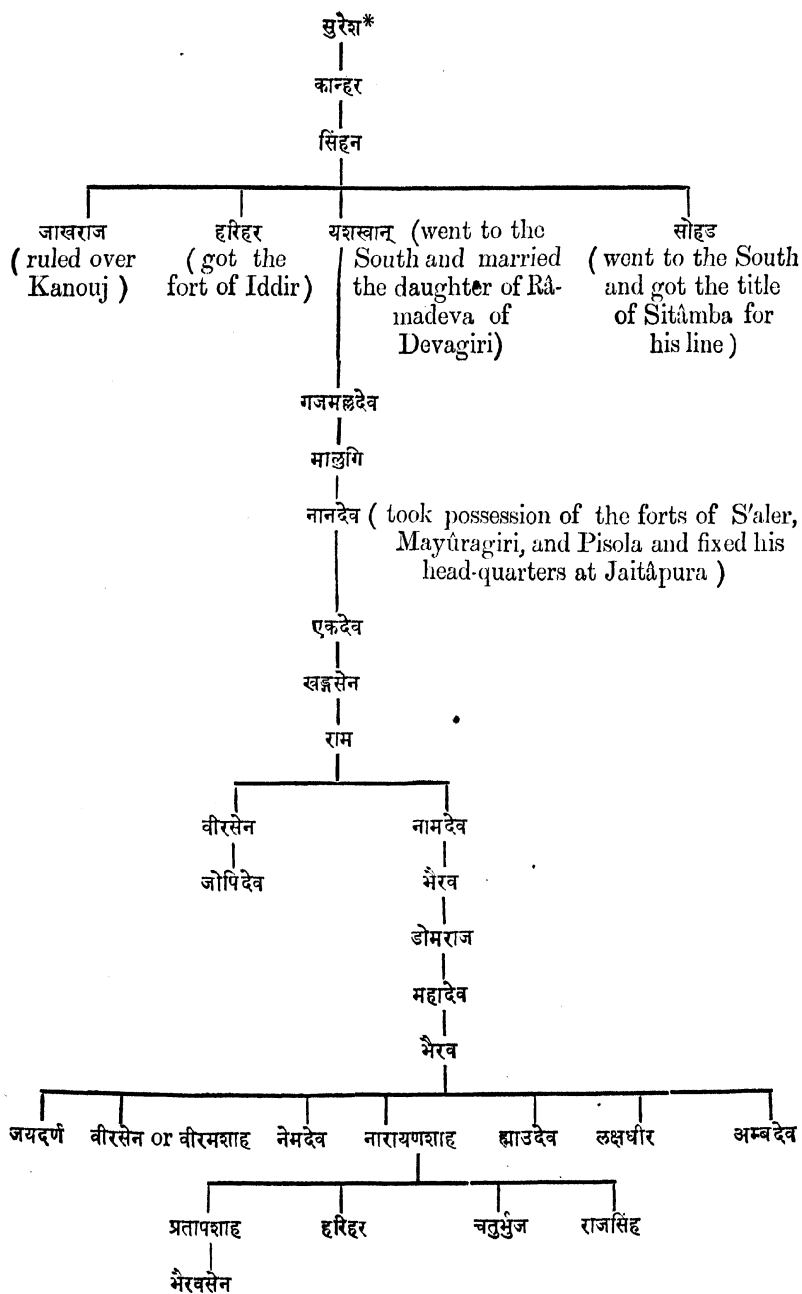 सुरेश*
कान्हर
सिंहन
जाखराज हरिहर यशस्वान् (went to the सोहड
( ruled over ( got the South and married ( went to the South
Kanouj ) fort of Iddir ) the daughter of Râ- and got the title
madeva of of Sitâmba for
Devagiri) his line )
गजमल्लदेव
मालुगि
नानदेव ( took possession of the forts of S'aler,
Mayûragiri, and Pisola and fixed his
head-quarters at Jaitâpura )
एकदेव
खड्गसेन
राम
वीरसेन नामदेव
जोपिदेव भैरव
डोमराज
महादेव
भैरव
जयदर्ण वीरसेन or वीरमशाह नेमदेव नारायणशाह ह्माउदेव लक्षधीर अम्बदेव
प्रतापशाह हरिहर चतुर्भुज राजसिंह
भैरवसेन